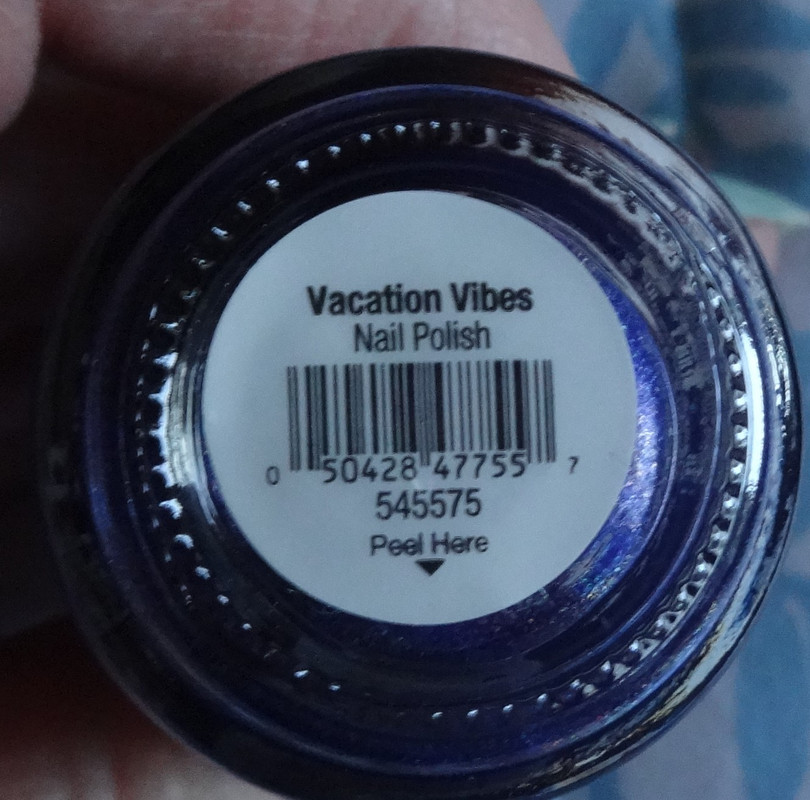 Vacation Vibes
Nail Polish
0 50428 47755 7
545575
Peel Here